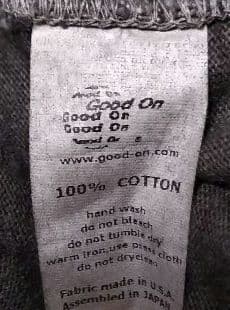 Good On
Good On
Good On
www.good-on.com
100% COTTON
hand wash
do not bleach
do not tumble dry
warm iron,use press cloth
do not dryclean
Fabric made in U.S.A
Assembled in JAPAN